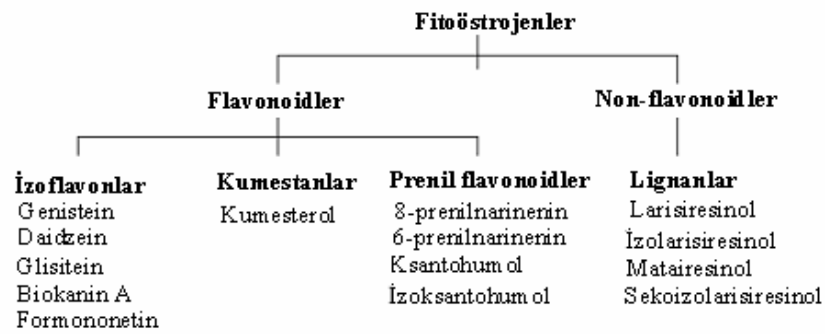 Fitoöstrojenler
Flavonoidler
Non-flavonoidler
İzoflavonlar
Genistein
Daidzein
Glisitein
Biokanin A
Formononetin
Kumestanlar
Kumesterol
Prenil flavonoidler
8-prenilnarinenin
6-prenilnarinenin
Ksantohumol
İzoksantohumol
Lignanlar
Larisiresinol
İzolarisiresinol
Matairesinol
Sekoizolarisiresinol